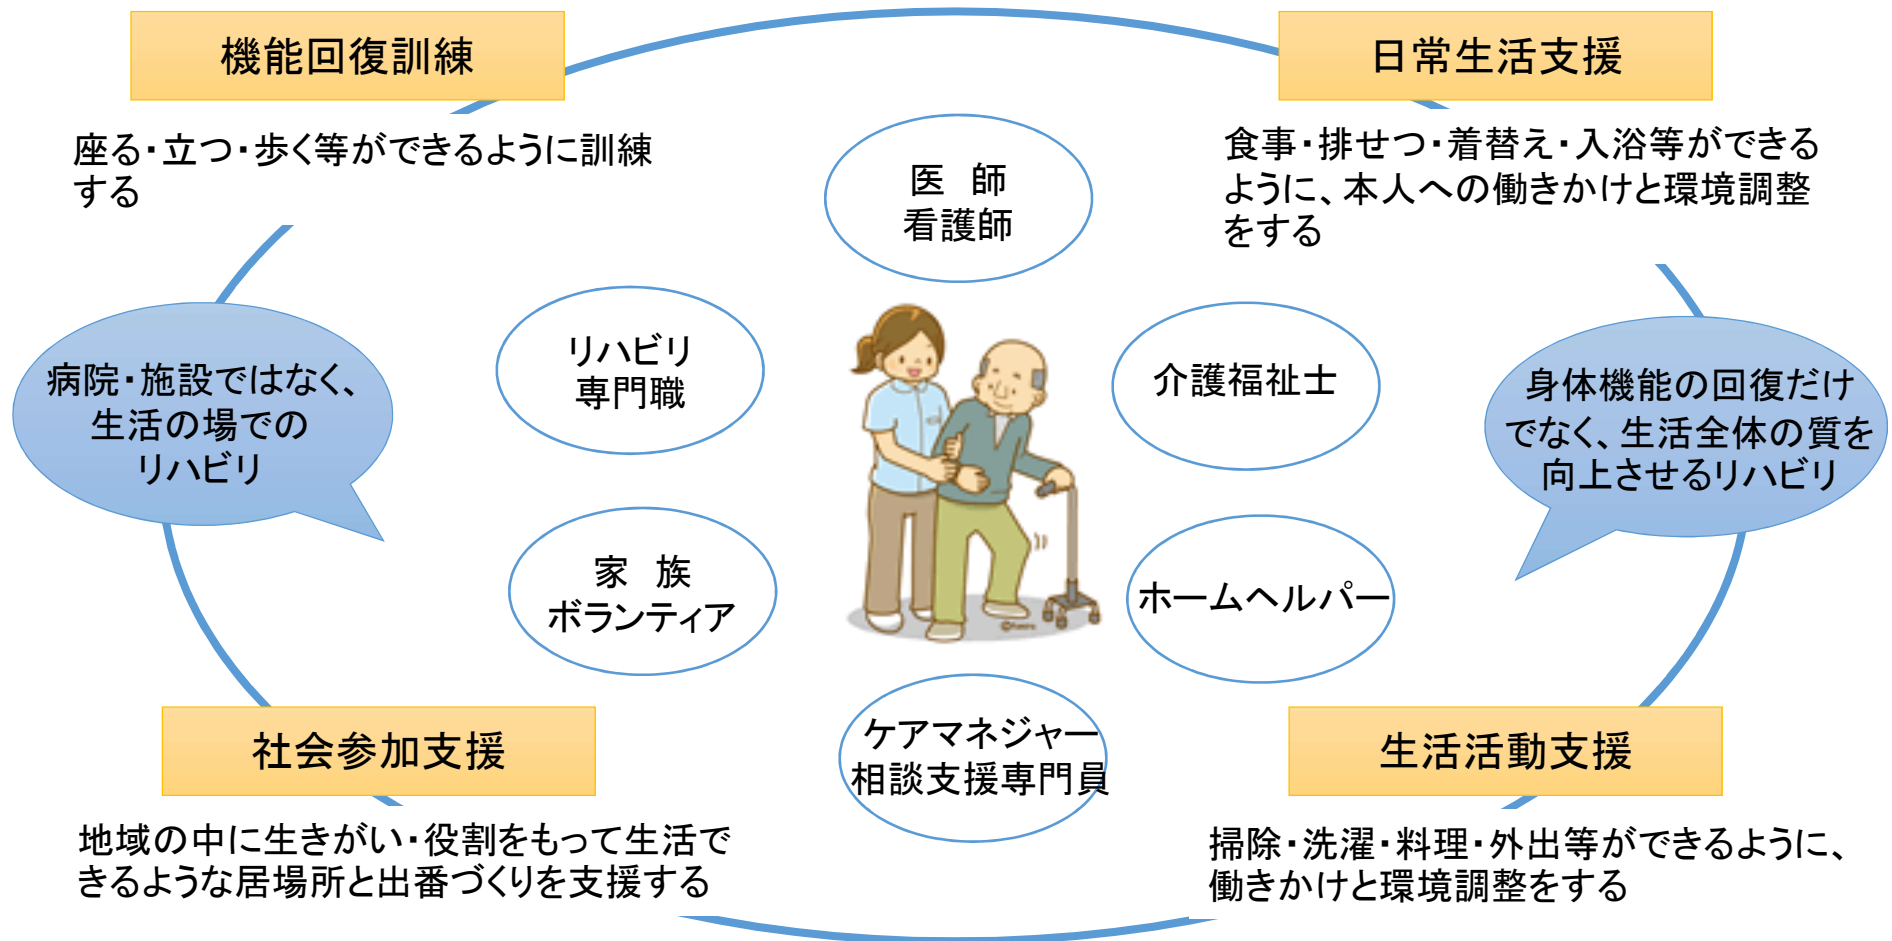 機能回復訓練
座る・立つ・歩く等ができるように訓練
する
日常生活支援
食事・排せつ・着替え・入浴等ができる
ように、本人への働きかけと環境調整
をする
医　師
看護師
リハビリ
専門職
介護福祉士
病院・施設ではなく、
生活の場での
リハビリ
身体機能の回復だけ
でなく、生活全体の質を
向上させるリハビリ
家　族
ボランティア
ホームヘルパー
ケアマネジャー
相談支援専門員
社会参加支援
地域の中に生きがい・役割をもって生活で
きるような居場所と出番づくりを支援する
生活活動支援
掃除・洗濯・料理・外出等ができるように、
働きかけと環境調整をする